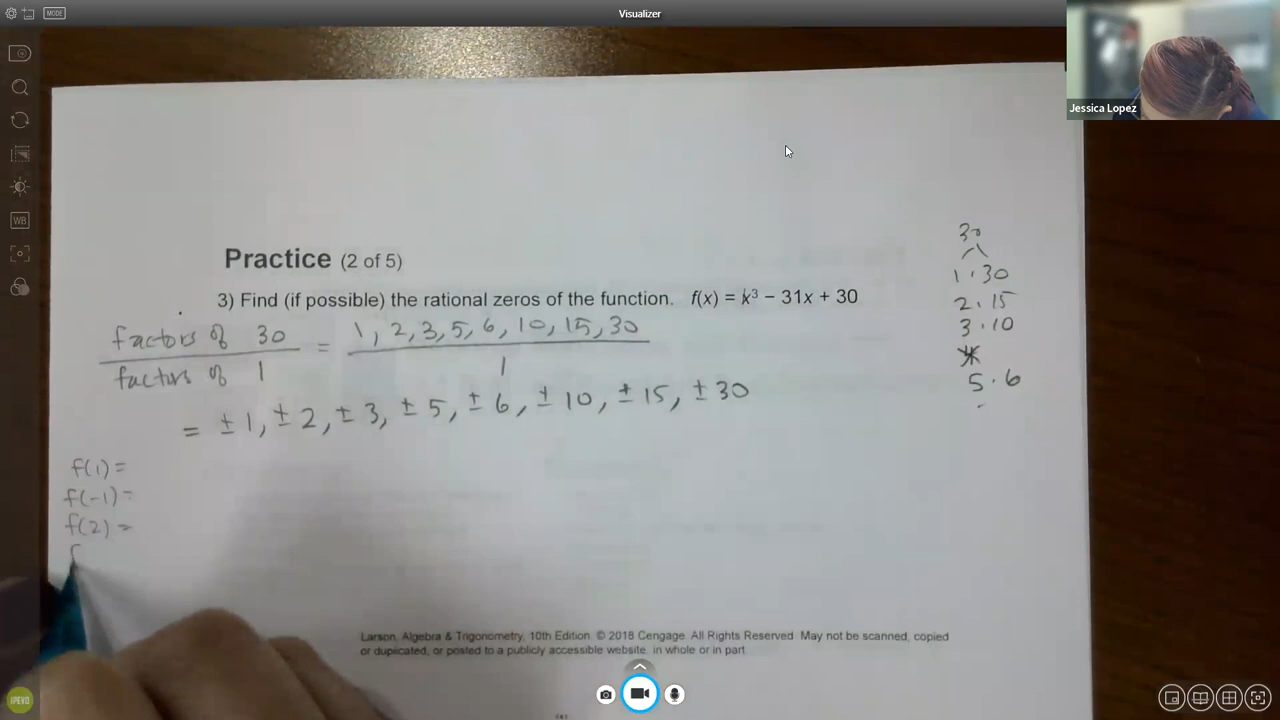 MODE
Visualizer
Jessica Lopez
WB
Practice (2 of 5)
3) Find (if possible) the rational zeros of the function. f(x) = x³ − 31x + 30
factors of 30 = 1, 2, 3, 5, 6, 10, 15, 30
factors of 1 1
= ±1, ±2, ±3, ±5, ±6, ±10, ±15, ±30
f(1) =
f(-1) =
f(2) =
f
30
1·30
2·15
3·10
5·6
Larson, Algebra & Trigonometry, 10th Edition. © 2018 Cengage. All Rights Reserved. May not be scanned, copied
or duplicated, or posted to a publicly accessible website, in whole or in part.
IPEVO